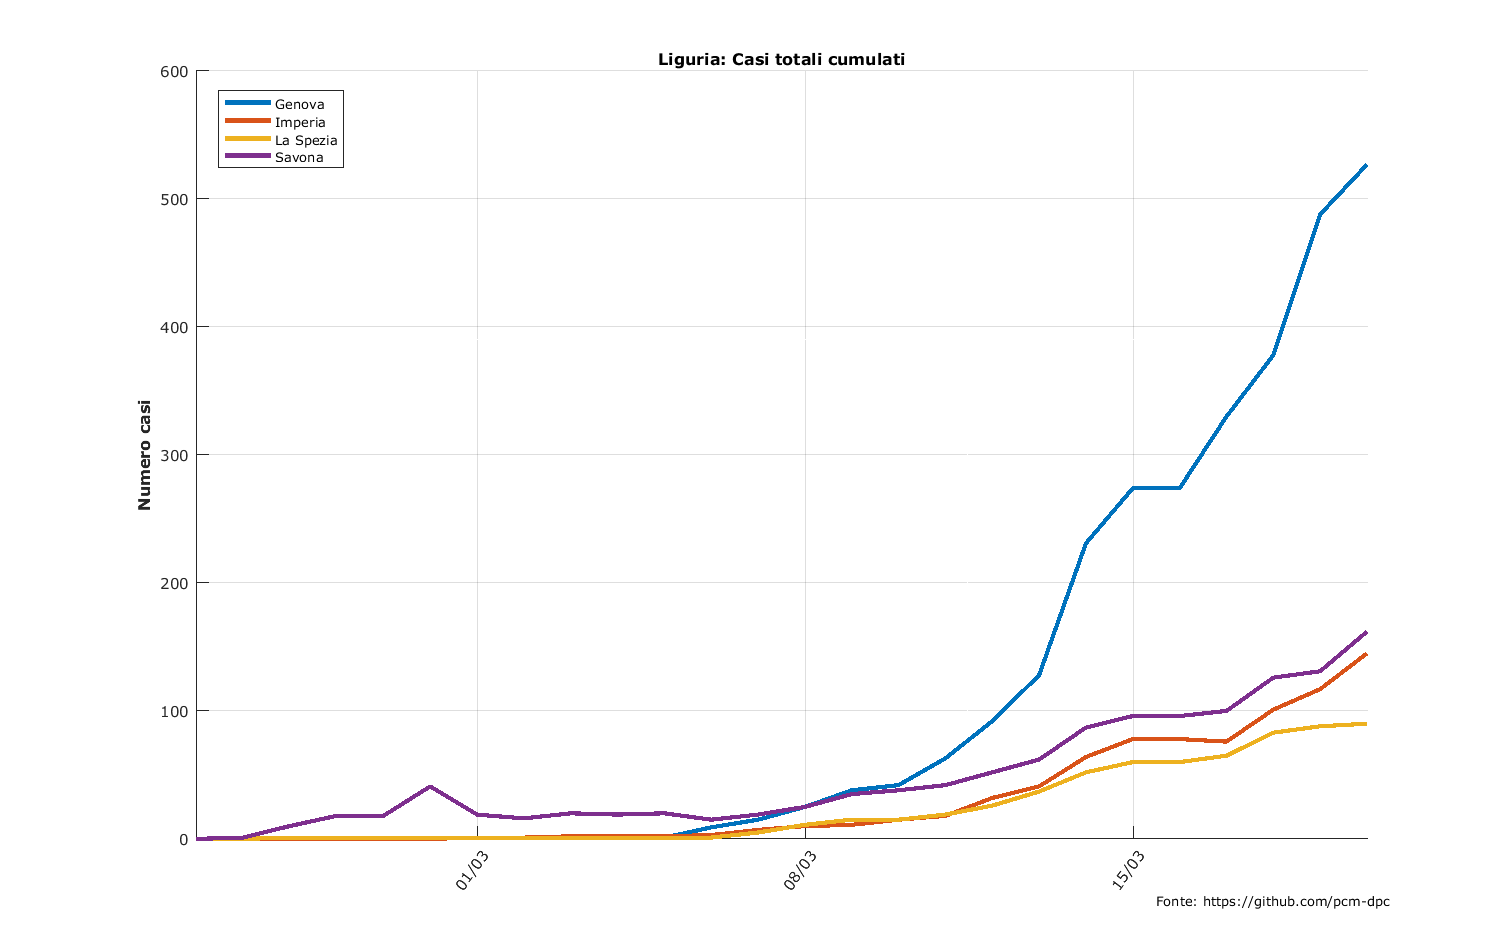 Liguria: Casi totali cumulati
600
500
400
300
200
100
0
Numero casi
Genova
Imperia
La Spezia
Savona
01/03
08/03
15/03
Fonte: https://github.com/pcm-dpc